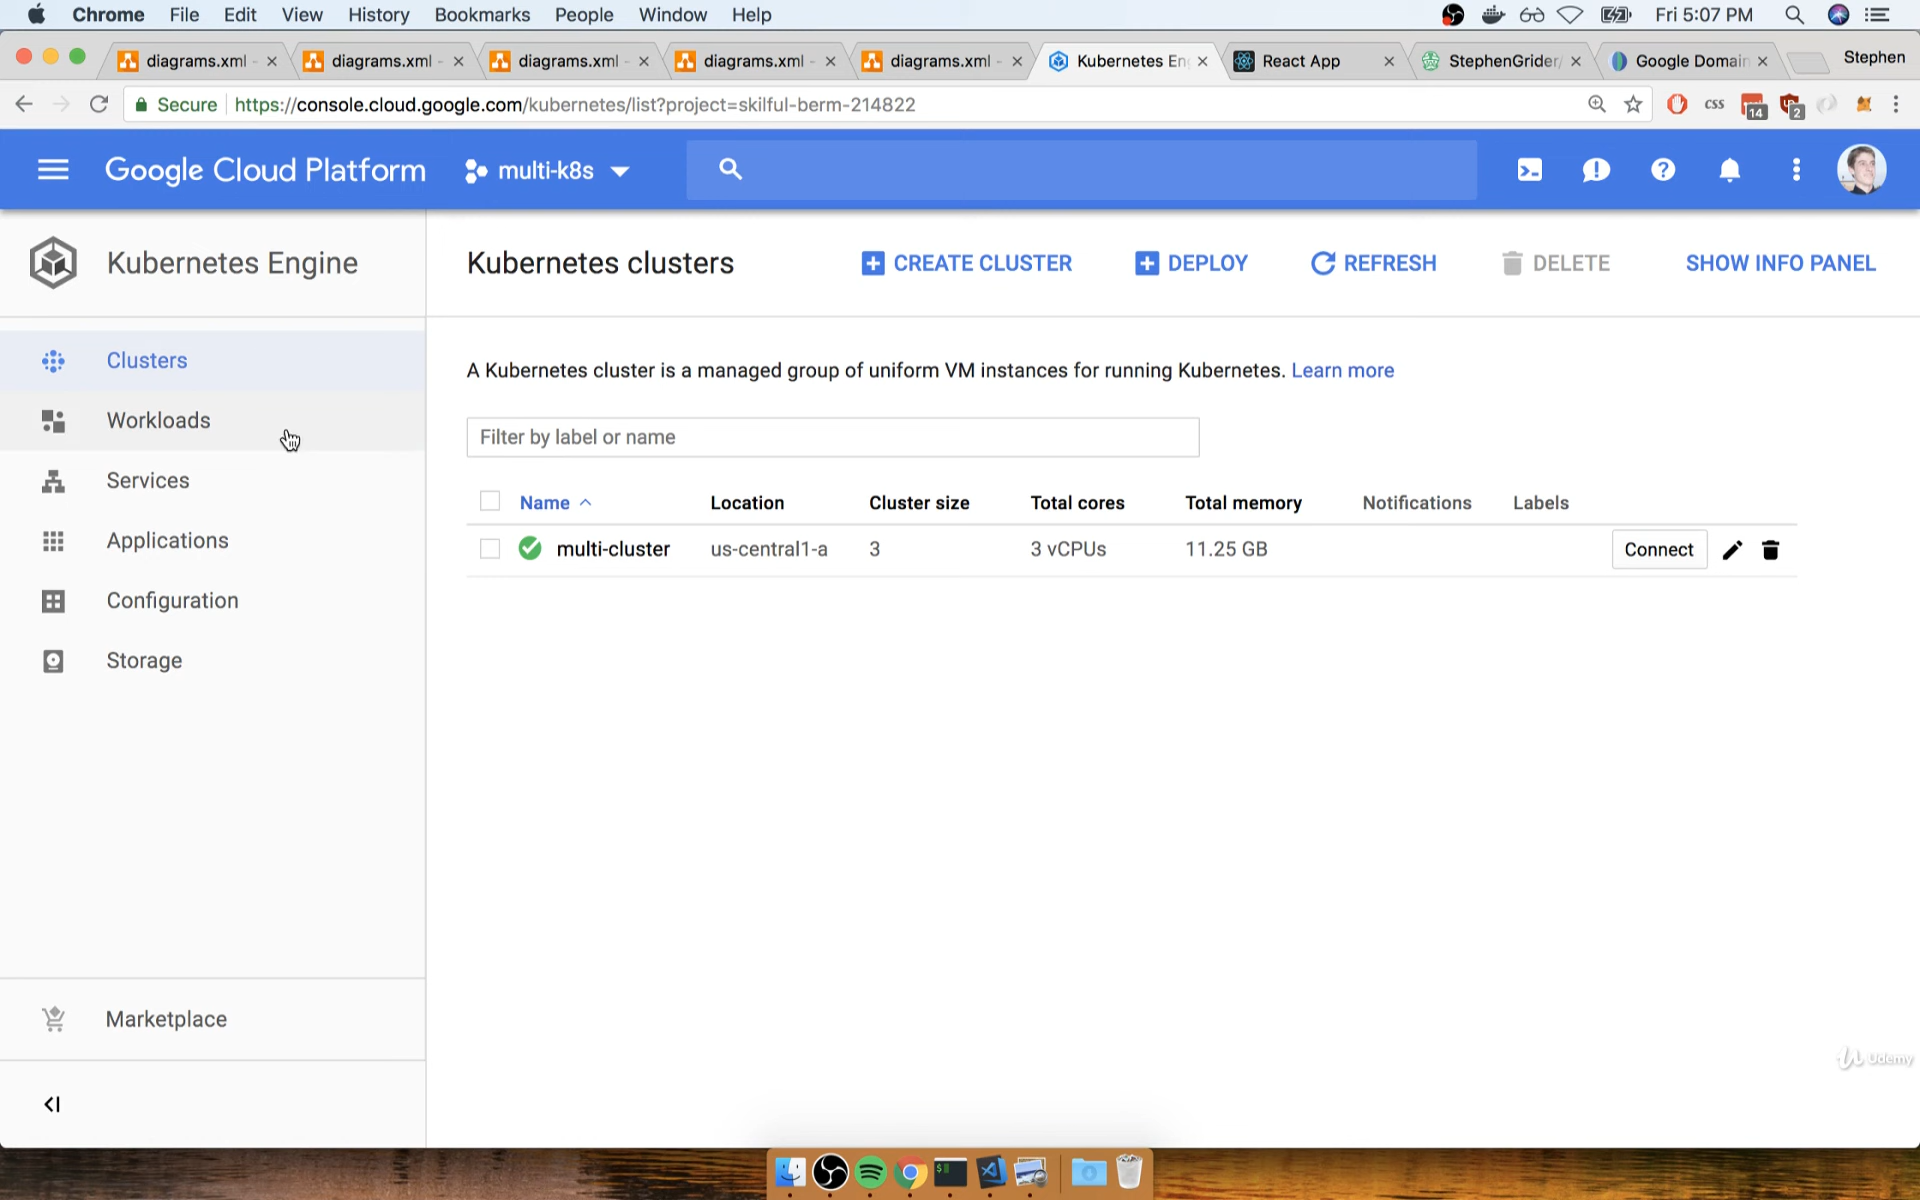 Chrome File Edit View History Bookmarks People Window Help Fri 5:07 PM
diagrams.xml - diagrams.xml - diagrams.xml - diagrams.xml - diagrams.xml - Kubernetes En React App StephenGrider/ Google Domain Stephen
Secure https://console.cloud.google.com/kubernetes/list?project=skilful-berm-214822 css 14 2
Google Cloud Platform multi-k8s
Kubernetes Engine
Kubernetes clusters CREATE CLUSTER DEPLOY REFRESH DELETE SHOW INFO PANEL
Clusters
Workloads
Services
Applications
Configuration
Storage
Marketplace
A Kubernetes cluster is a managed group of uniform VM instances for running Kubernetes. Learn more
Filter by label or name
Name Location Cluster size Total cores Total memory Notifications Labels
multi-cluster us-central1-a 3 3 vCPUs 11.25 GB Connect
Udemy